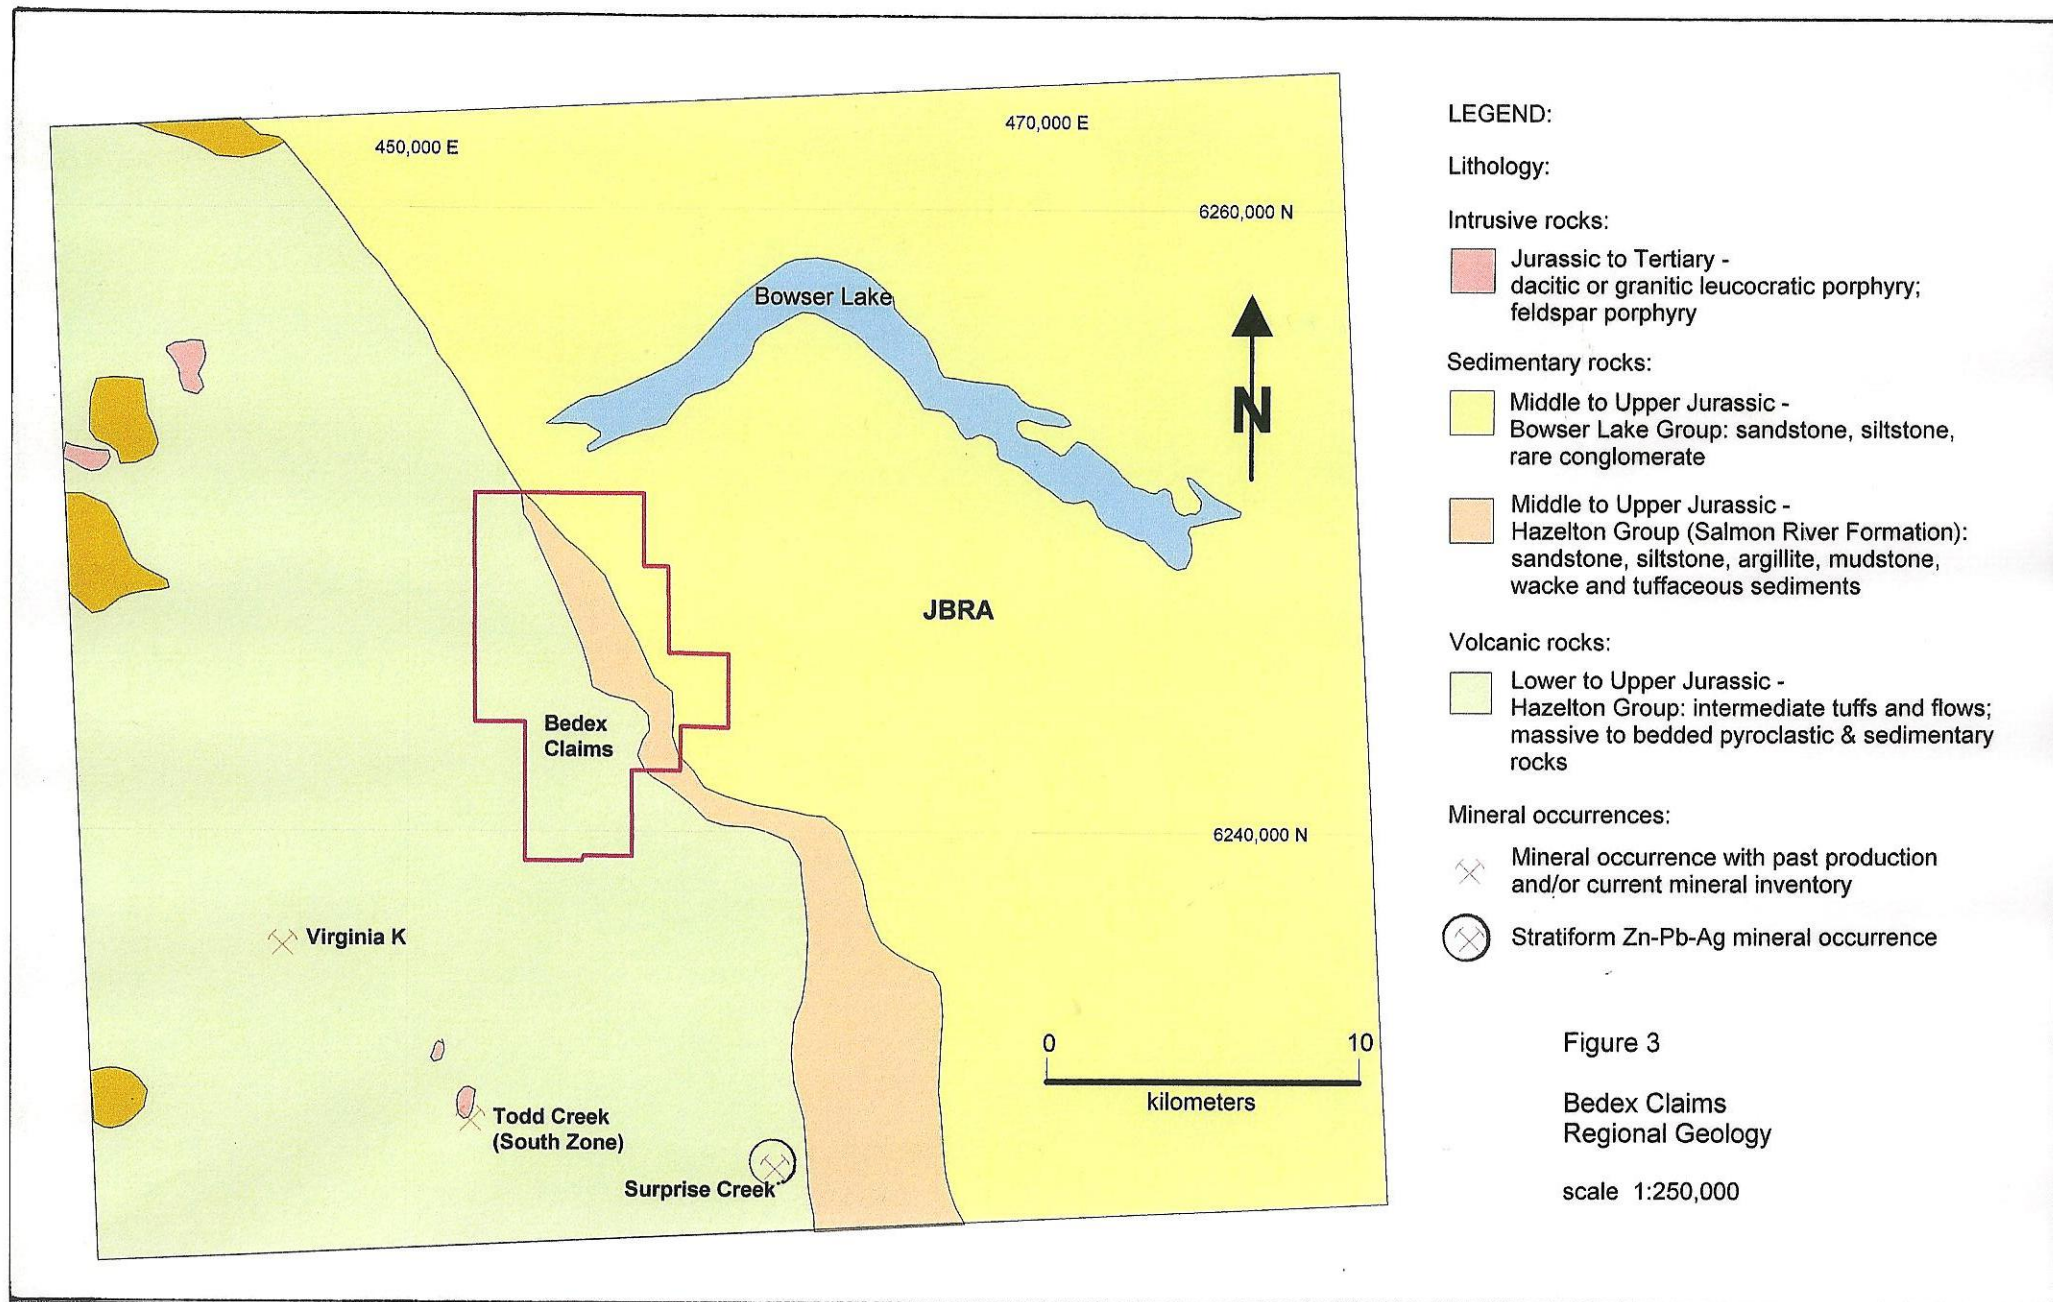 450,000 E
470,000 E
6260,000 N
Bowser Lake
N
JBRA
Bedex
Claims
6240,000 N
Virginia K
Todd Creek
(South Zone)
Surprise Creek
0
10
kilometers
LEGEND:
Lithology:
Intrusive rocks:
Jurassic to Tertiary -
dacitic or granitic leucocratic porphyry;
feldspar porphyry
Sedimentary rocks:
Middle to Upper Jurassic -
Bowser Lake Group: sandstone, siltstone,
rare conglomerate
Middle to Upper Jurassic -
Hazelton Group (Salmon River Formation):
sandstone, siltstone, argillite, mudstone,
wacke and tuffaceous sediments
Volcanic rocks:
Lower to Upper Jurassic -
Hazelton Group: intermediate tuffs and flows;
massive to bedded pyroclastic & sedimentary
rocks
Mineral occurrences:
Mineral occurrence with past production
and/or current mineral inventory
Stratiform Zn-Pb-Ag mineral occurrence
Figure 3
Bedex Claims
Regional Geology
scale 1:250,000